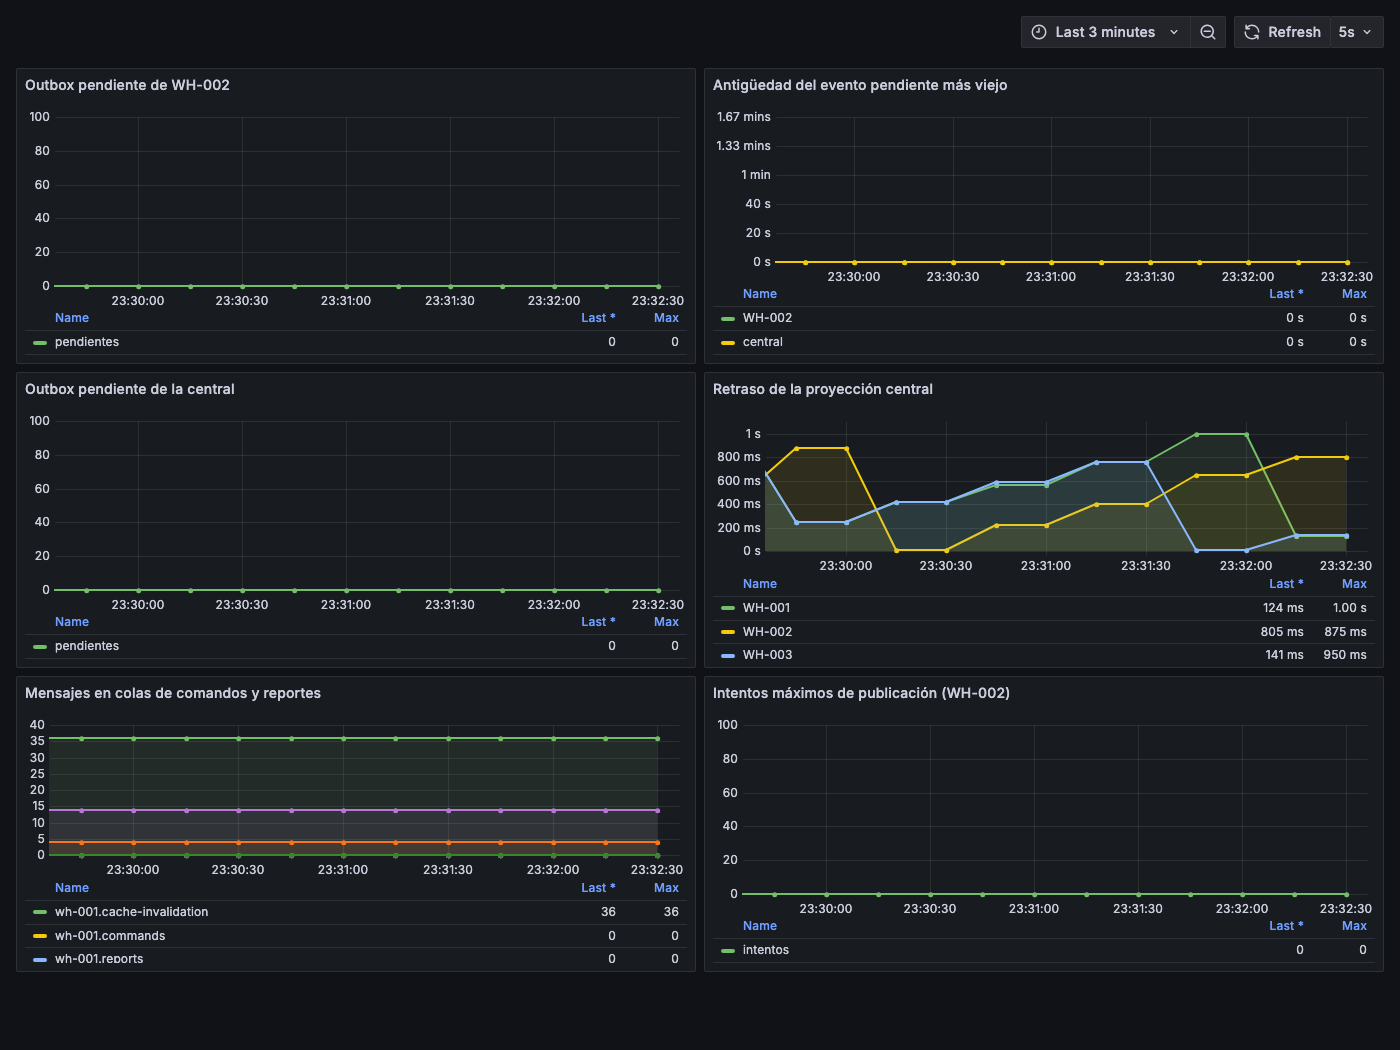 Last 3 minutes
Refresh
5s
Outbox pendiente de WH-002
100
80
60
40
20
0
23:30:00 23:30:30 23:31:00 23:31:30 23:32:00 23:32:30
Name Last * Max
pendientes 0 0
Antigüedad del evento pendiente más viejo
1.67 mins
1.33 mins
1 min
40 s
20 s
0 s
23:30:00 23:30:30 23:31:00 23:31:30 23:32:00 23:32:30
Name Last * Max
WH-002 0 s 0 s
central 0 s 0 s
Outbox pendiente de la central
100
80
60
40
20
0
23:30:00 23:30:30 23:31:00 23:31:30 23:32:00 23:32:30
Name Last * Max
pendientes 0 0
Retraso de la proyección central
1 s
800 ms
600 ms
400 ms
200 ms
0 s
23:30:00 23:30:30 23:31:00 23:31:30 23:32:00 23:32:30
Name Last * Max
WH-001 124 ms 1.00 s
WH-002 805 ms 875 ms
WH-003 141 ms 950 ms
Mensajes en colas de comandos y reportes
40
35
30
25
20
15
10
5
0
23:30:00 23:30:30 23:31:00 23:31:30 23:32:00 23:32:30
Name Last * Max
wh-001.cache-invalidation 36 36
wh-001.commands 0 0
wh-001.reports 0 0
Intentos máximos de publicación (WH-002)
100
80
60
40
20
0
23:30:00 23:30:30 23:31:00 23:31:30 23:32:00 23:32:30
Name Last * Max
intentos 0 0